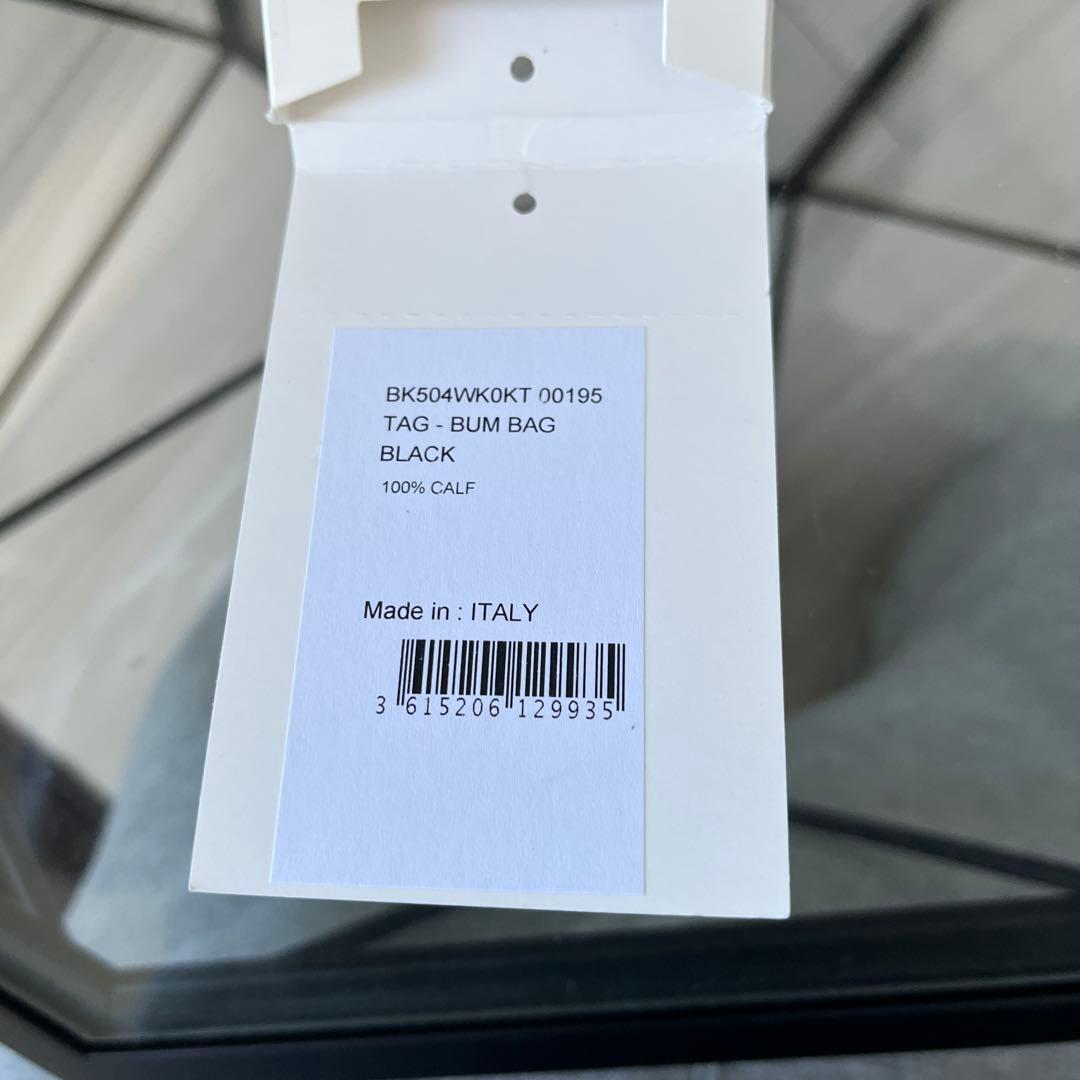 BK504WK0KT 00195
TAG - BUM BAG
BLACK
100% CALF
Made in : ITALY
3 615206 129935